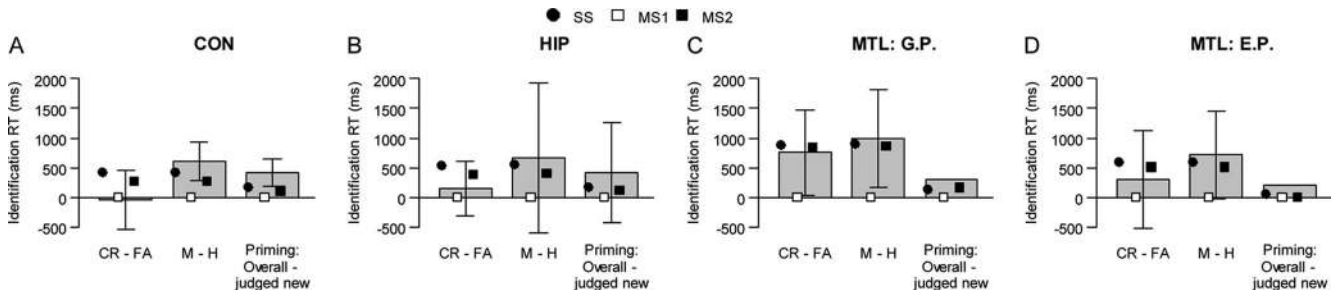 SS MS1 MS2
A CON
Identification RT (ms)
2000
1500
1000
500
0
-500
CR - FA
M - H
Priming:
Overall -
judged new
B HIP
Identification RT (ms)
2000
1500
1000
500
0
-500
CR - FA
M - H
Priming:
Overall -
judged new
C MTL: G.P.
Identification RT (ms)
2000
1500
1000
500
0
-500
CR - FA
M - H
Priming:
Overall -
judged new
D MTL: E.P.
Identification RT (ms)
2000
1500
1000
500
0
-500
CR - FA
M - H
Priming:
Overall -
judged new